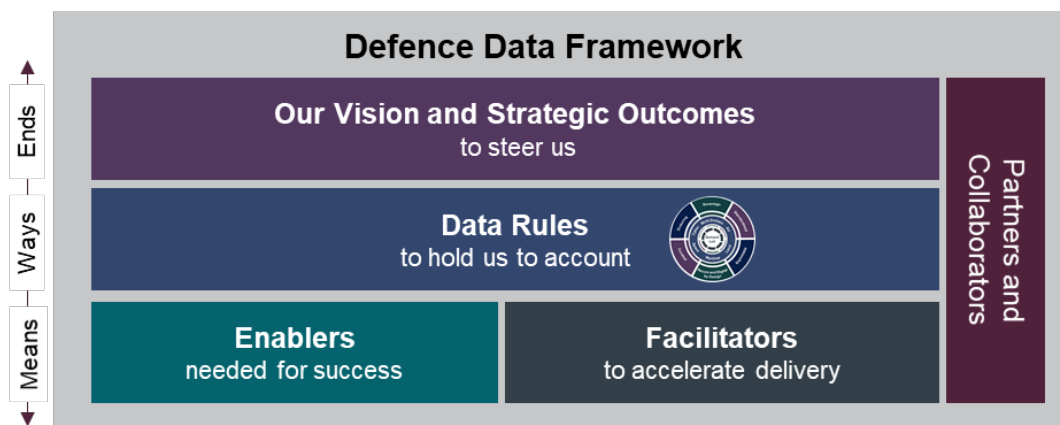 Defence Data Framework
Ends
Our Vision and Strategic Outcomes
to steer us
Ways
Data Rules
to hold us to account
Means
Enablers
needed for success
Facilitators
to accelerate delivery
Partners and
Collaborators